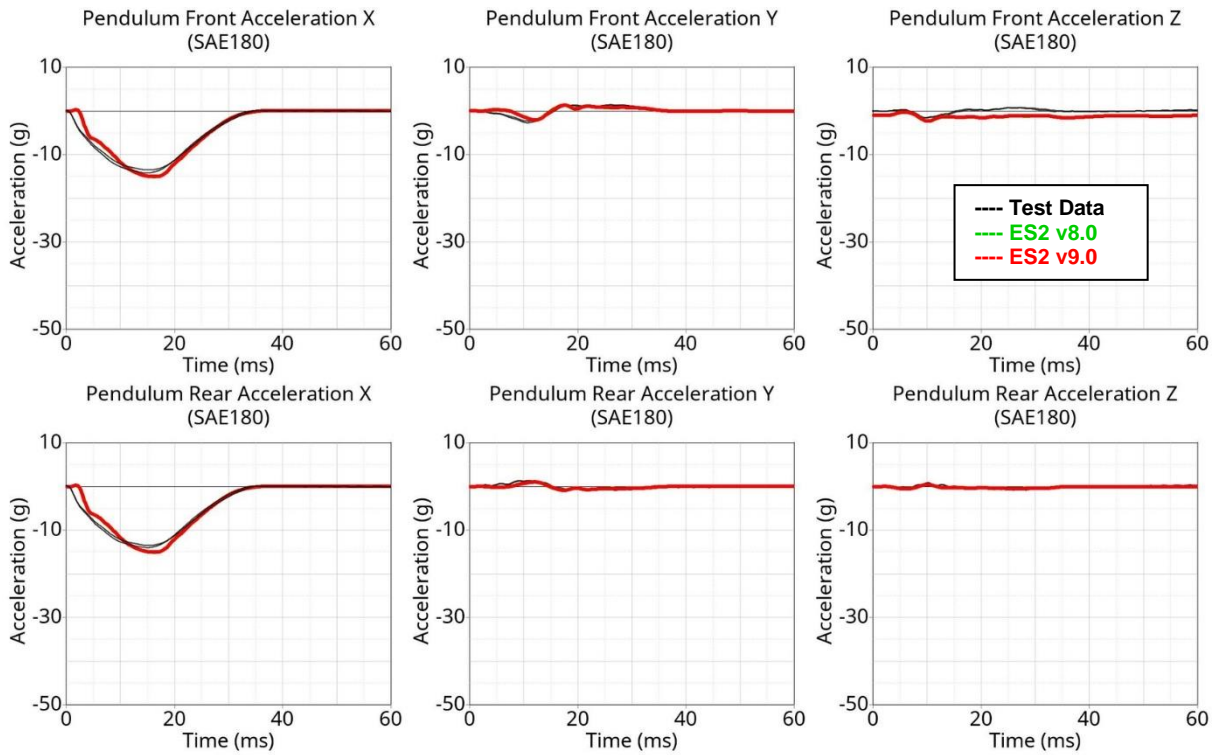 Pendulum Front Acceleration X
(SAE180)
Acceleration (g)
10
-10
-30
-50
0
20
40
60
Time (ms)
Pendulum Front Acceleration Y
(SAE180)
Acceleration (g)
10
-10
-30
-50
0
20
40
60
Time (ms)
Pendulum Front Acceleration Z
(SAE180)
Acceleration (g)
10
-10
-30
-50
0
20
40
60
Time (ms)
---- Test Data
---- ES2 v8.0
---- ES2 v9.0
Pendulum Rear Acceleration X
(SAE180)
Acceleration (g)
10
-10
-30
-50
0
20
40
60
Time (ms)
Pendulum Rear Acceleration Y
(SAE180)
Acceleration (g)
10
-10
-30
-50
0
20
40
60
Time (ms)
Pendulum Rear Acceleration Z
(SAE180)
Acceleration (g)
10
-10
-30
-50
0
20
40
60
Time (ms)